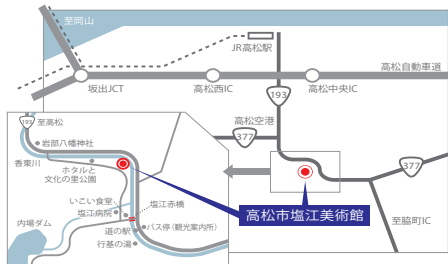 至岡山
JR高松駅
高松自動車道
坂出JCT
高松西IC
高松中央IC
193
高松空港
377
377
高松市塩江美術館
至脇町IC
193
至高松
岩部八幡神社
香東川
ホタルと
文化の里公園
いこい食堂
塩江病院
塩江赤橋
内場ダム
道の駅
バス停(観光案内所)
行基の湯